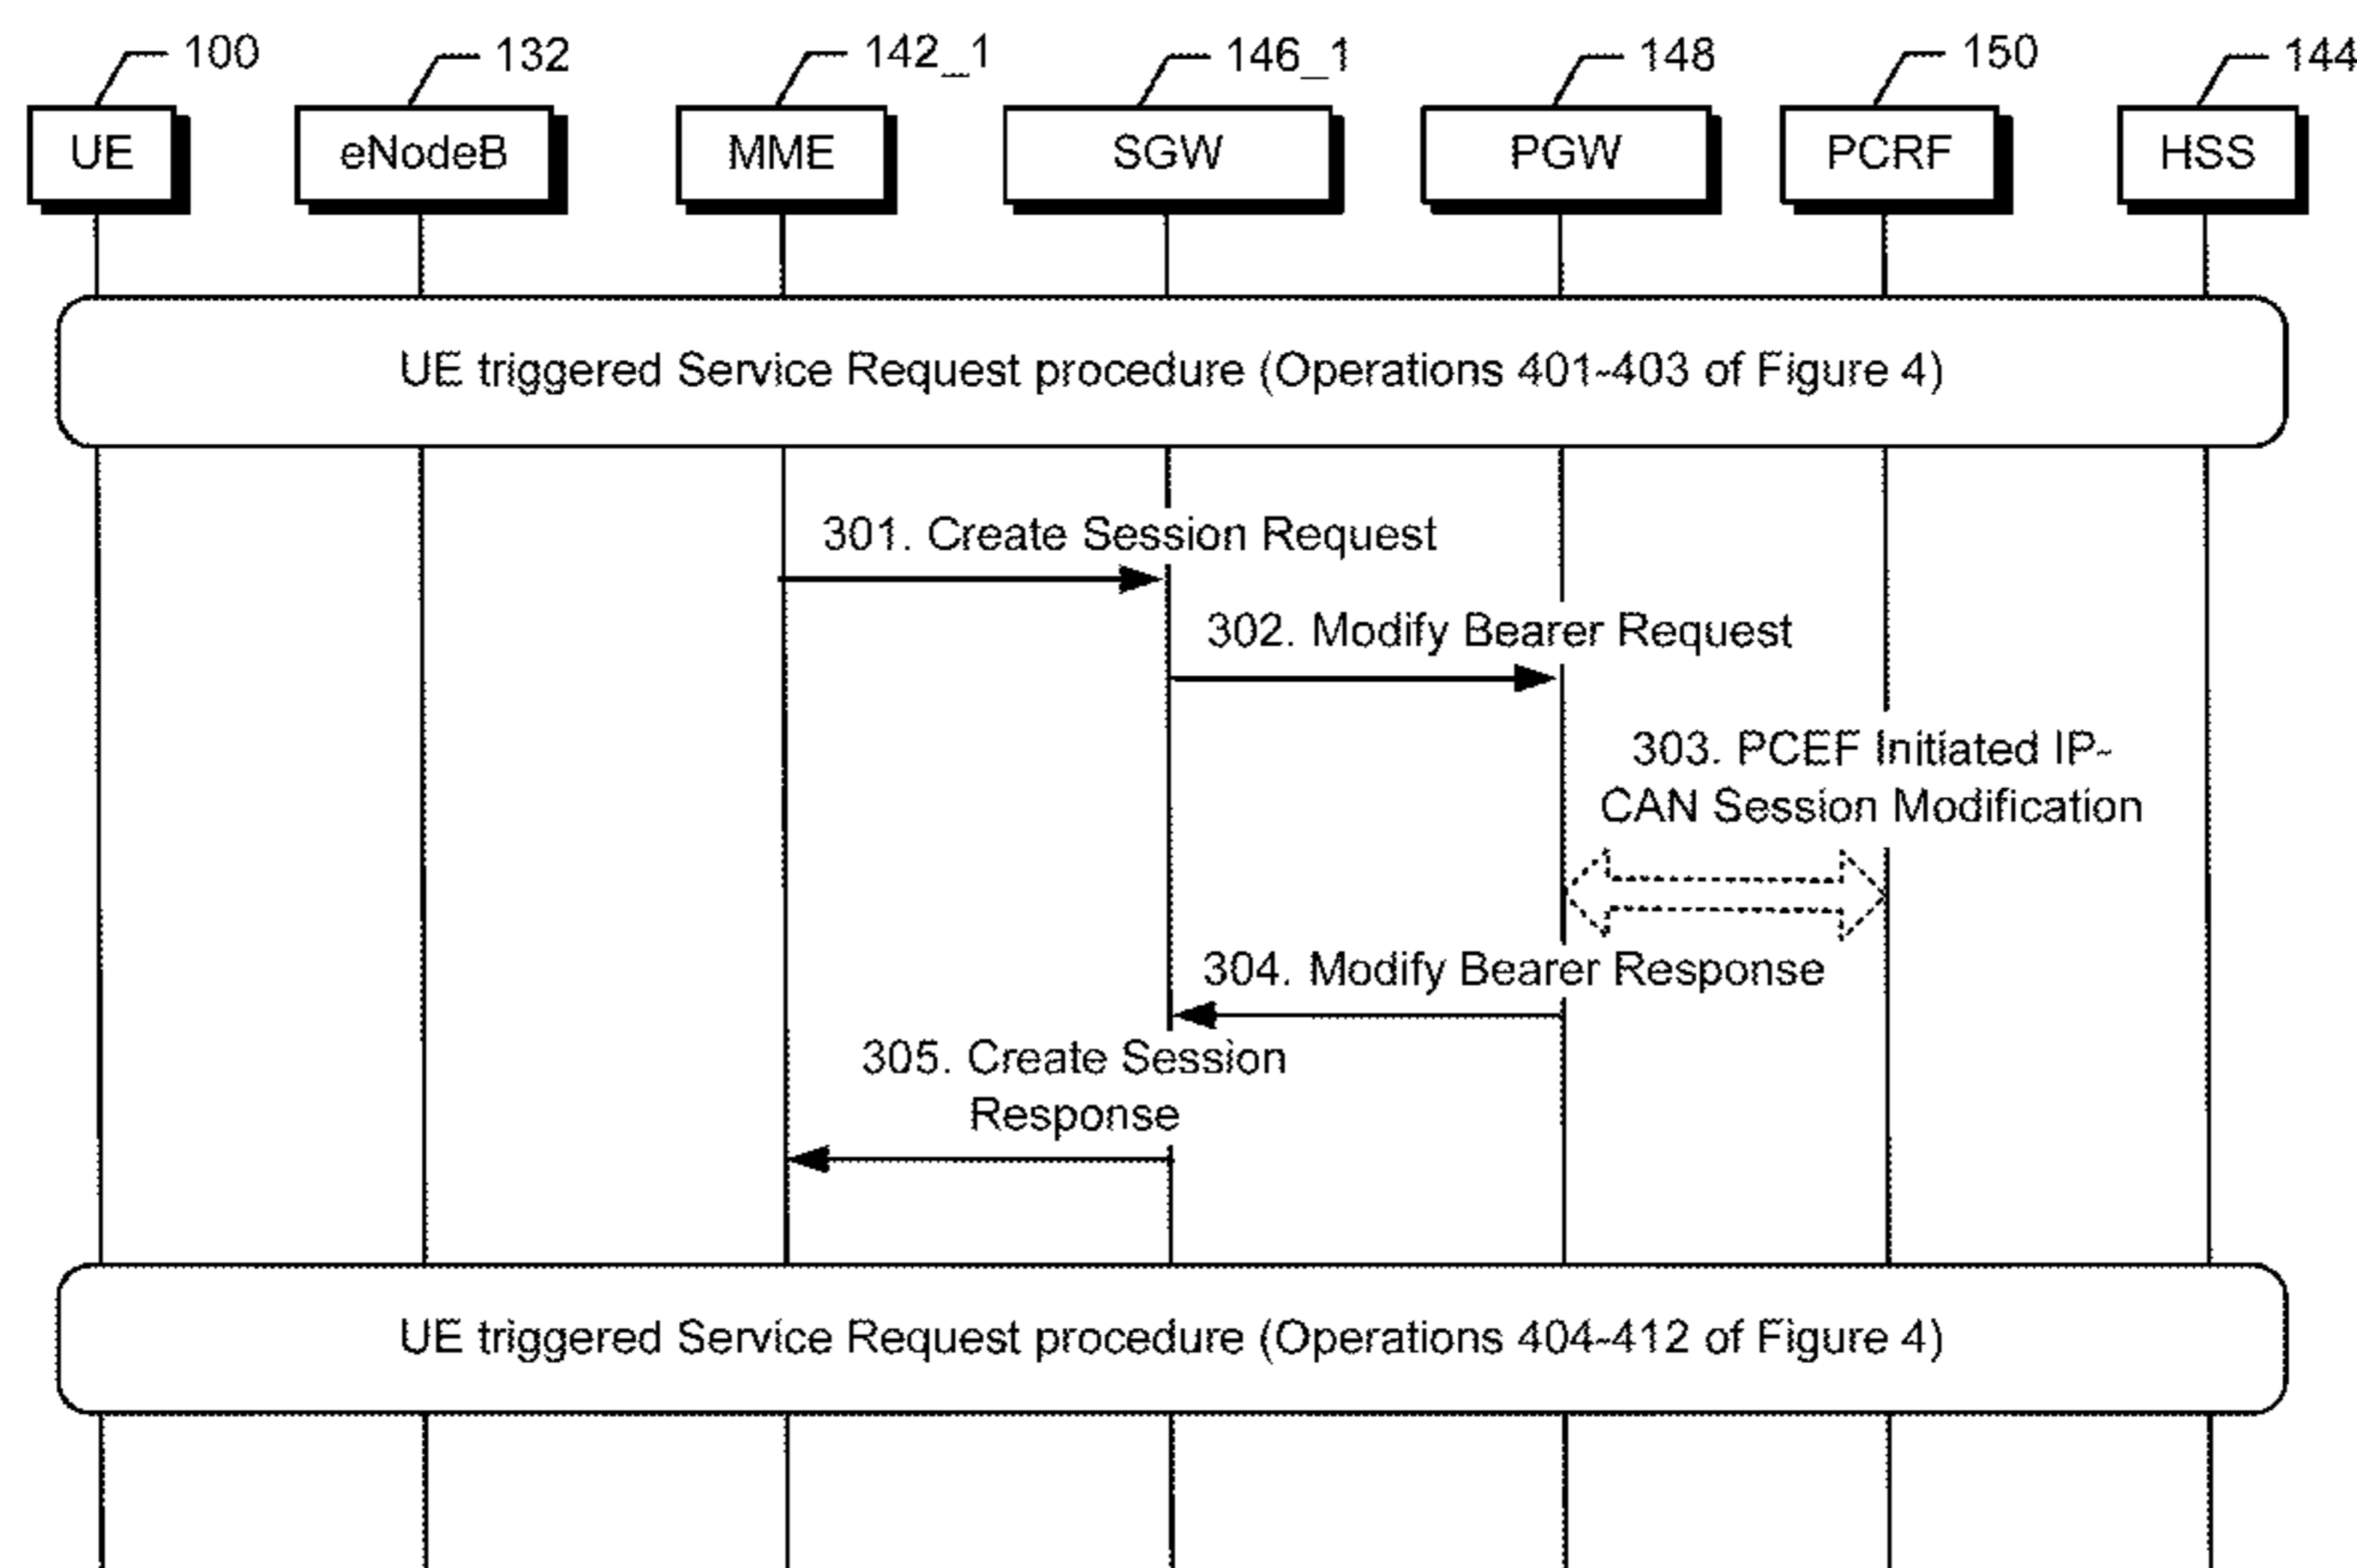 100
132
142_1
146_1
148
150
144
UE
eNodeB
MME
SGW
PGW
PCRF
HSS
UE triggered Service Request procedure (Operations 401-403 of Figure 4)
301. Create Session Request
302. Modify Bearer Request
303. PCEF Initiated IP-
CAN Session Modification
304. Modify Bearer Response
305. Create Session
Response
UE triggered Service Request procedure (Operations 404-412 of Figure 4)